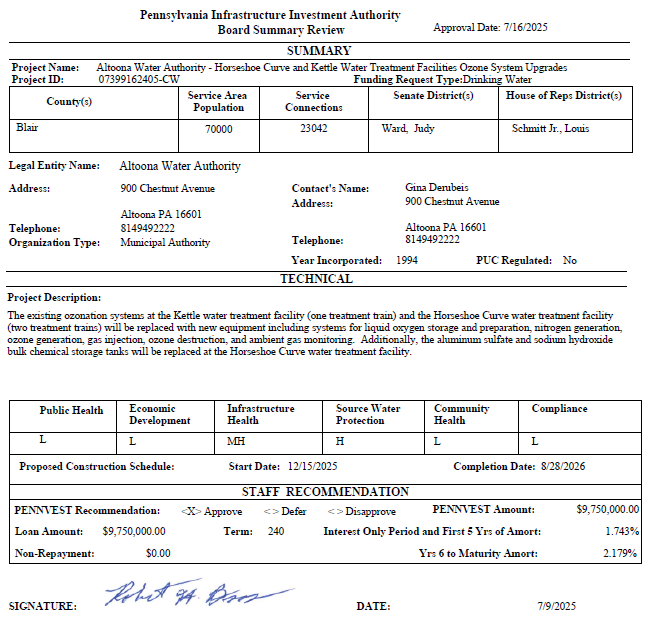 Pennsylvania Infrastructure Investment Authority
Board Summary Review
Approval Date: 7/16/2025
SUMMARY
Project Name: Altoona Water Authority - Horseshoe Curve and Kettle Water Treatment Facilities Ozone System Upgrades
Project ID: 07399162405-CW Funding Request Type:Drinking Water
County(s) Service Area Population Service Connections Senate District(s) House of Reps District(s)
Blair 70000 23042 Ward, Judy Schmitt Jr., Louis
Legal Entity Name: Altoona Water Authority
Address: 900 Chestnut Avenue Contact's Name: Gina Derubeis
Address: 900 Chestnut Avenue
Altoona PA 16601 Altoona PA 16601
Telephone: 8149492222 Telephone: 8149492222
Organization Type: Municipal Authority
Year Incorporated: 1994 PUC Regulated: No
TECHNICAL
Project Description:
The existing ozonation systems at the Kettle water treatment facility (one treatment train) and the Horseshoe Curve water treatment facility
(two treatment trains) will be replaced with new equipment including systems for liquid oxygen storage and preparation, nitrogen generation,
ozone generation, gas injection, ozone destruction, and ambient gas monitoring. Additionally, the aluminum sulfate and sodium hydroxide
bulk chemical storage tanks will be replaced at the Horseshoe Curve water treatment facility.
Public Health Economic Development Infrastructure Health Source Water Protection Community Health Compliance
L L MH H L L
Proposed Construction Schedule: Start Date: 12/15/2025 Completion Date: 8/28/2026
STAFF RECOMMENDATION
PENNVEST Recommendation: <X> Approve < > Defer < > Disapprove PENNVEST Amount: $9,750,000.00
Loan Amount: $9,750,000.00 Term: 240 Interest Only Period and First 5 Yrs of Amort: 1.743%
Non-Repayment: $0.00 Yrs 6 to Maturity Amort: 2.179%
SIGNATURE: DATE: 7/9/2025